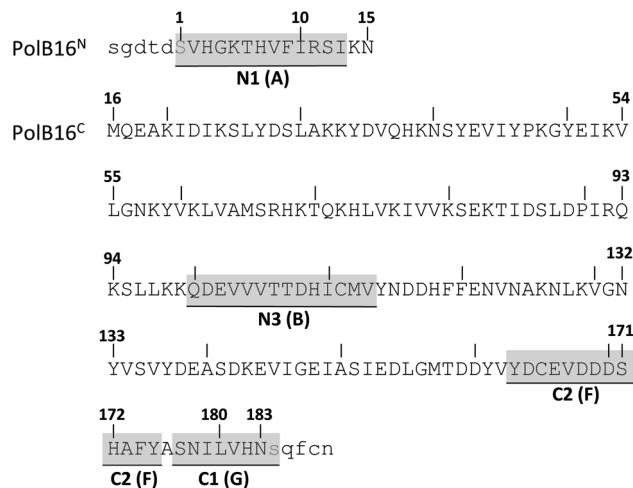 1 10 15
PolB16N sgdtdSVHGKTHVFIRSIKN
N1 (A)
16 54
PolB16C MQEAKIDIKSLYDSLAKKYDVQHKNSYEVIYPKGYEIKV
55 93
LGNKYVKLVAMSRHKTQKHLVKIVVKSEKTIDSLDPIRQ
94 132
KSLLKKQDEVVVTTDHICMVYNDDHFFENVNAKNLKVGN
N3 (B)
133 171
YVSVYDEASDKEVIGEIASIEDLGMTDDYVYDCEVDDDS
C2 (F)
172 180 183
HAFYASNILVHNsqfcn
C2 (F) C1 (G)